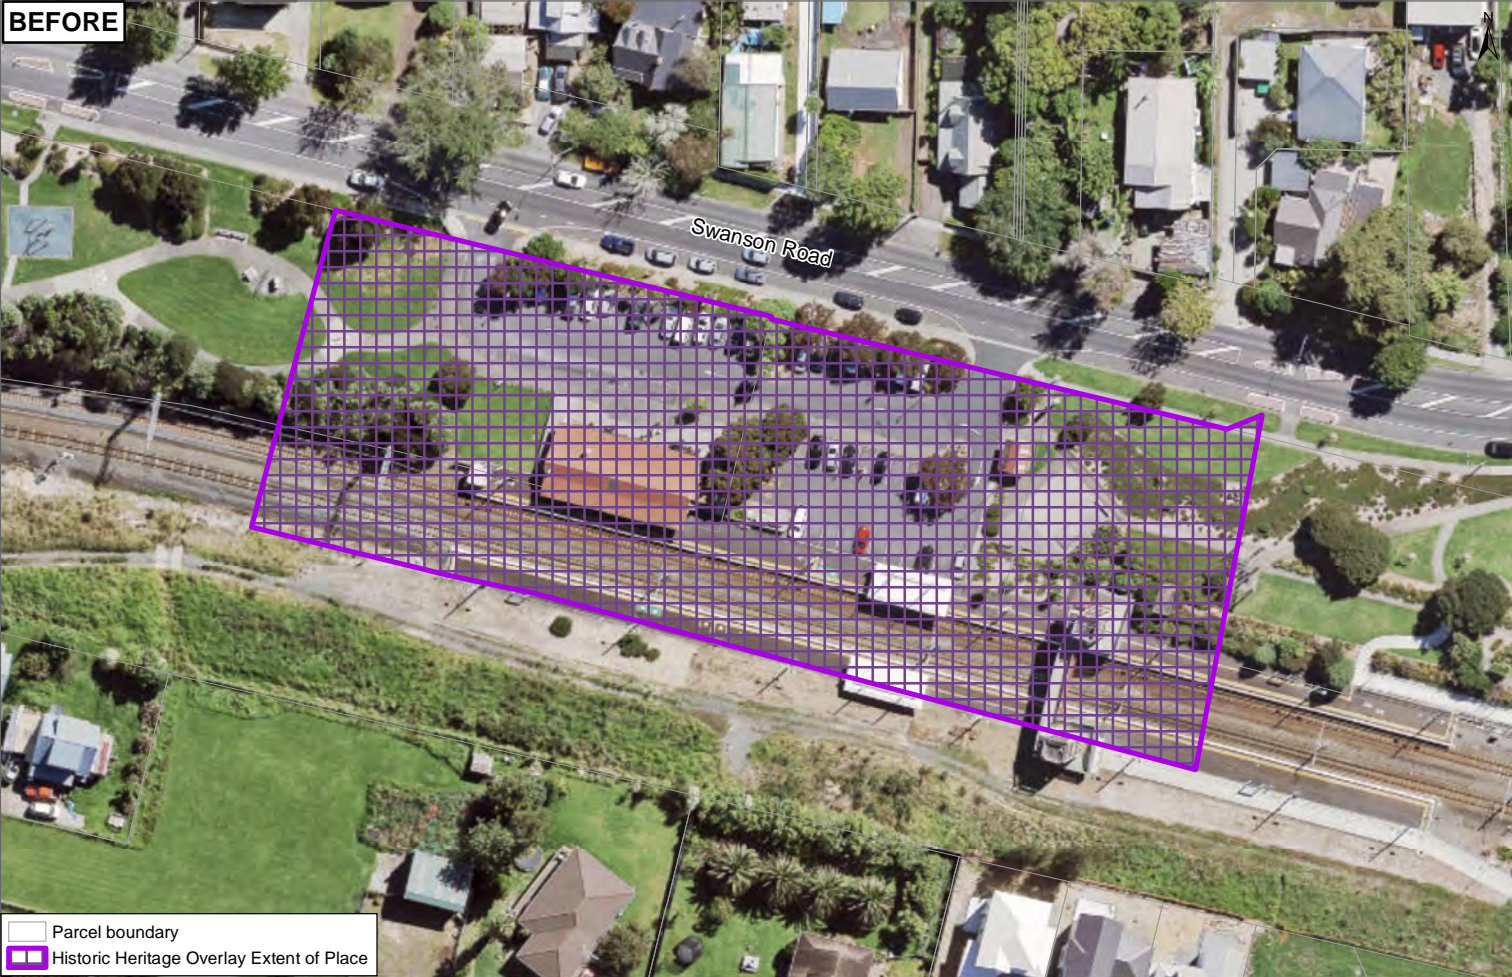 BEFORE
N
Swanson Road
Parcel boundary
Historic Heritage Overlay Extent of Place